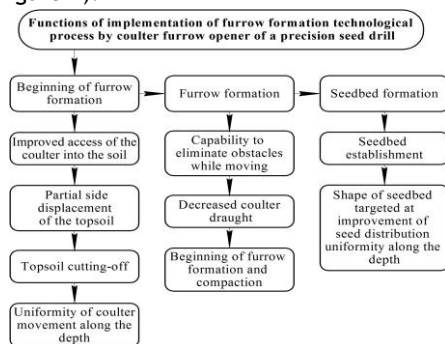 Functions of implementation of furrow formation technological
process by coulter furrow opener of a precision seed drill
Beginning of furrow
formation
Furrow formation
Seedbed formation
Improved access of the
coulter into the soil
Partial side
displacement
of the topsoil
Topsoil cutting-off
Uniformity of coulter
movement along the
depth
Capability to
eliminate obstacles
while moving
Decreased coulter
draught
Beginning of furrow
formation and
compaction
Seedbed
establishment
Shape of seedbed
targeted at
improvement of
seed distribution
uniformity along the
depth